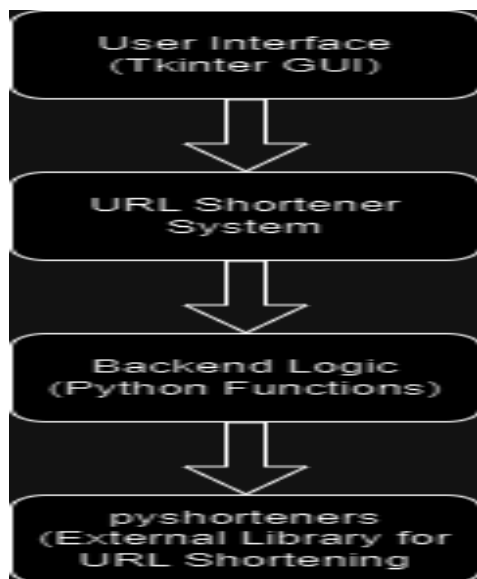 User Interface
(Tkinter GUI)
URL Shortener
System
Backend Logic
(Python Functions)
pyshorteners
(External Library for
URL Shortening